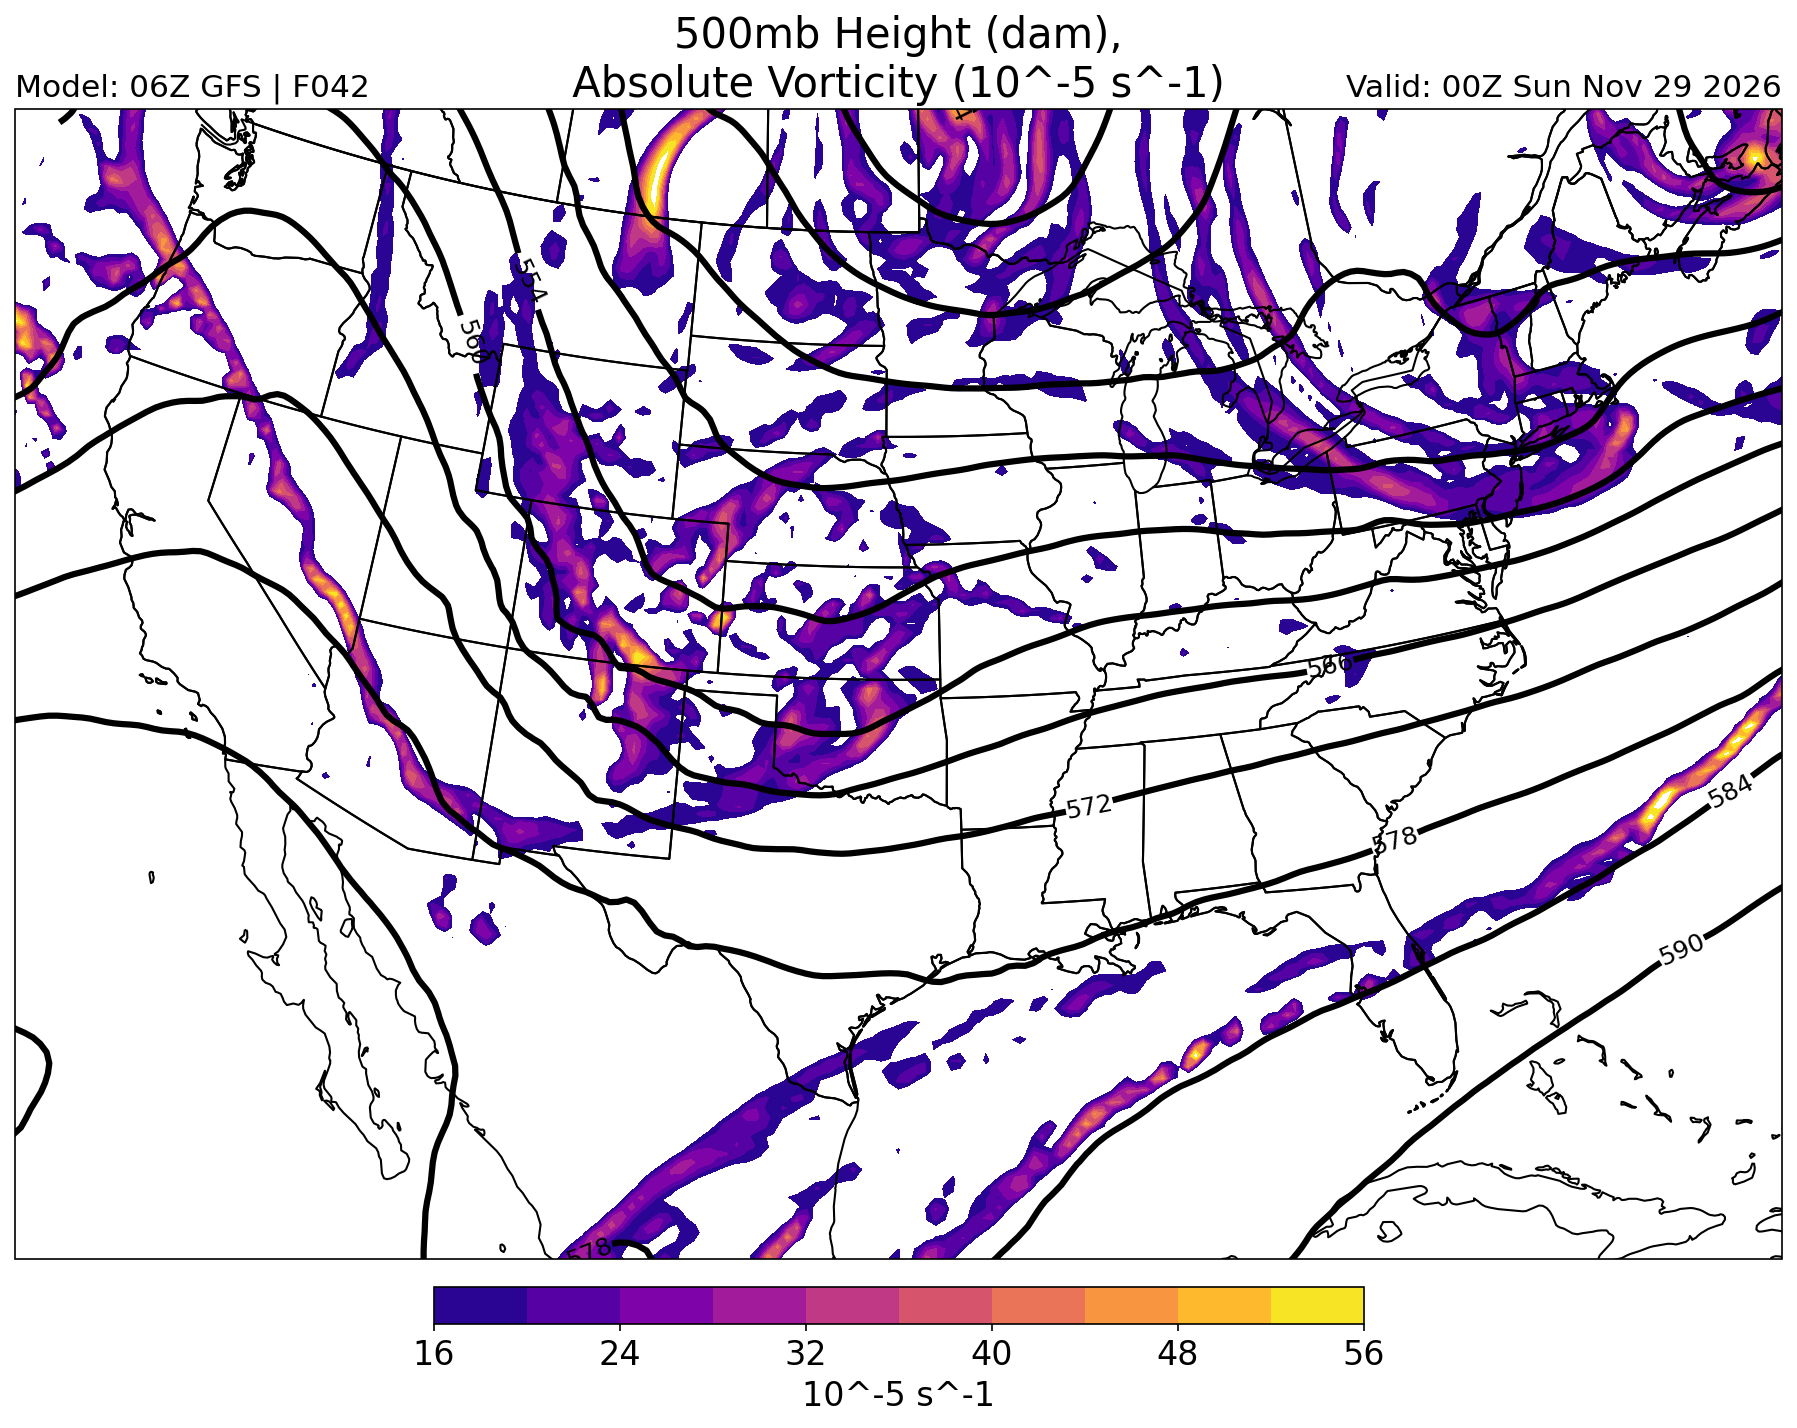 500mb Height (dam),
Absolute Vorticity (10^-5 s^-1)
Model: 06Z GFS | F042
Valid: 00Z Sun Nov 29 2026
554
560
566
572
578
584
590
578
16 24 32 40 48 56
10^-5 s^-1